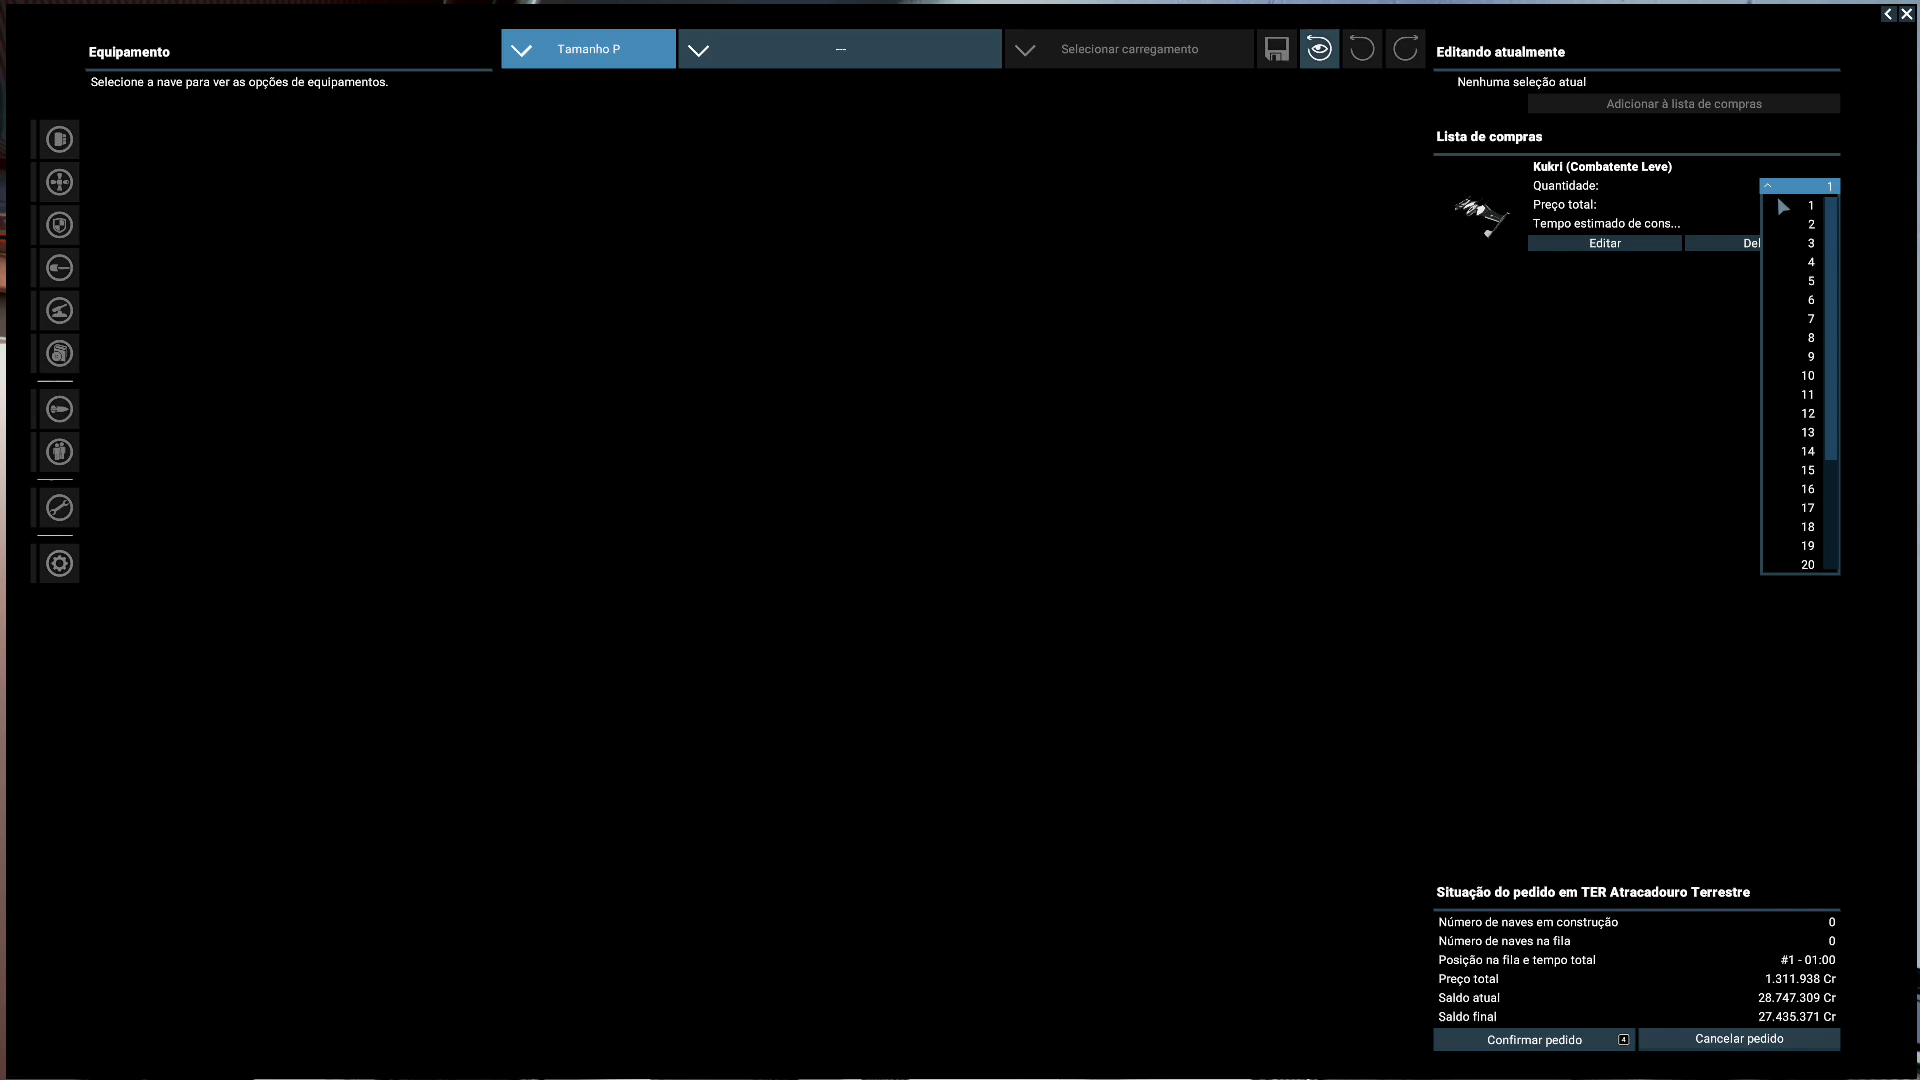 Equipamento
Selecione a nave para ver as opções de equipamentos.
Tamanho P
---
Selecionar carregamento
Editando atualmente
Nenhuma seleção atual
Adicionar à lista de compras
Lista de compras
Kukri (Combatente Leve)
Quantidade:
1
Preço total:
Tempo estimado de cons...
Editar
Del
1
2
3
4
5
6
7
8
9
10
11
12
13
14
15
16
17
18
19
20
Situação do pedido em TER Atracadouro Terrestre
Número de naves em construção 0
Número de naves na fila 0
Posição na fila e tempo total #1 - 01:00
Preço total 1.311.938 Cr
Saldo atual 28.747.309 Cr
Saldo final 27.435.371 Cr
Confirmar pedido 4
Cancelar pedido